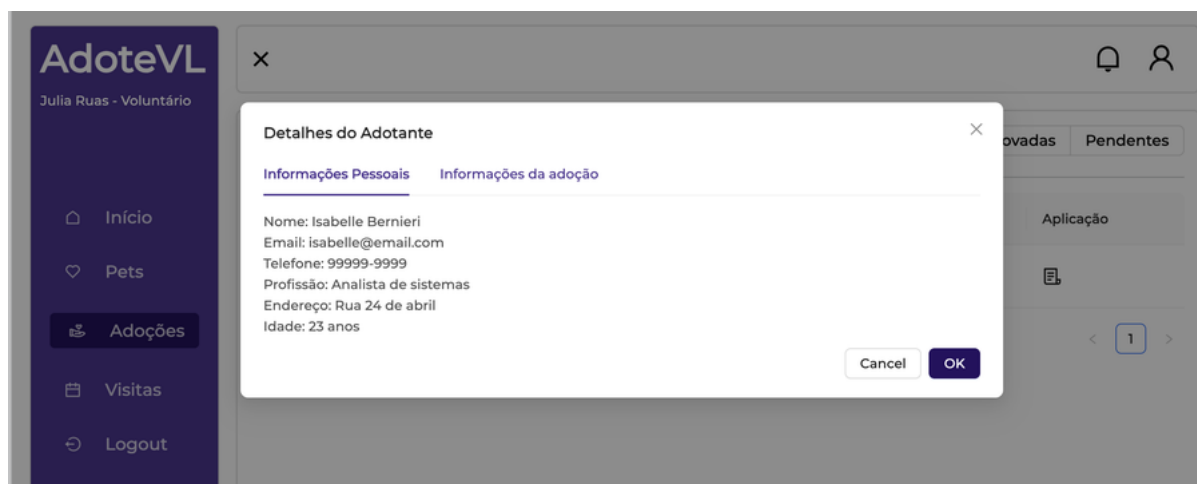 AdoteVL
Julia Ruas - Voluntário
Início
Pets
Adoções
Visitas
Logout
Detalhes do Adotante
Informações Pessoais Informações da adoção
Nome: Isabelle Bernieri
Email: isabelle@email.com
Telefone: 99999-9999
Profissão: Analista de sistemas
Endereço: Rua 24 de abril
Idade: 23 anos
Cancel OK
ovadas Pendentes
Aplicação
< 1 >